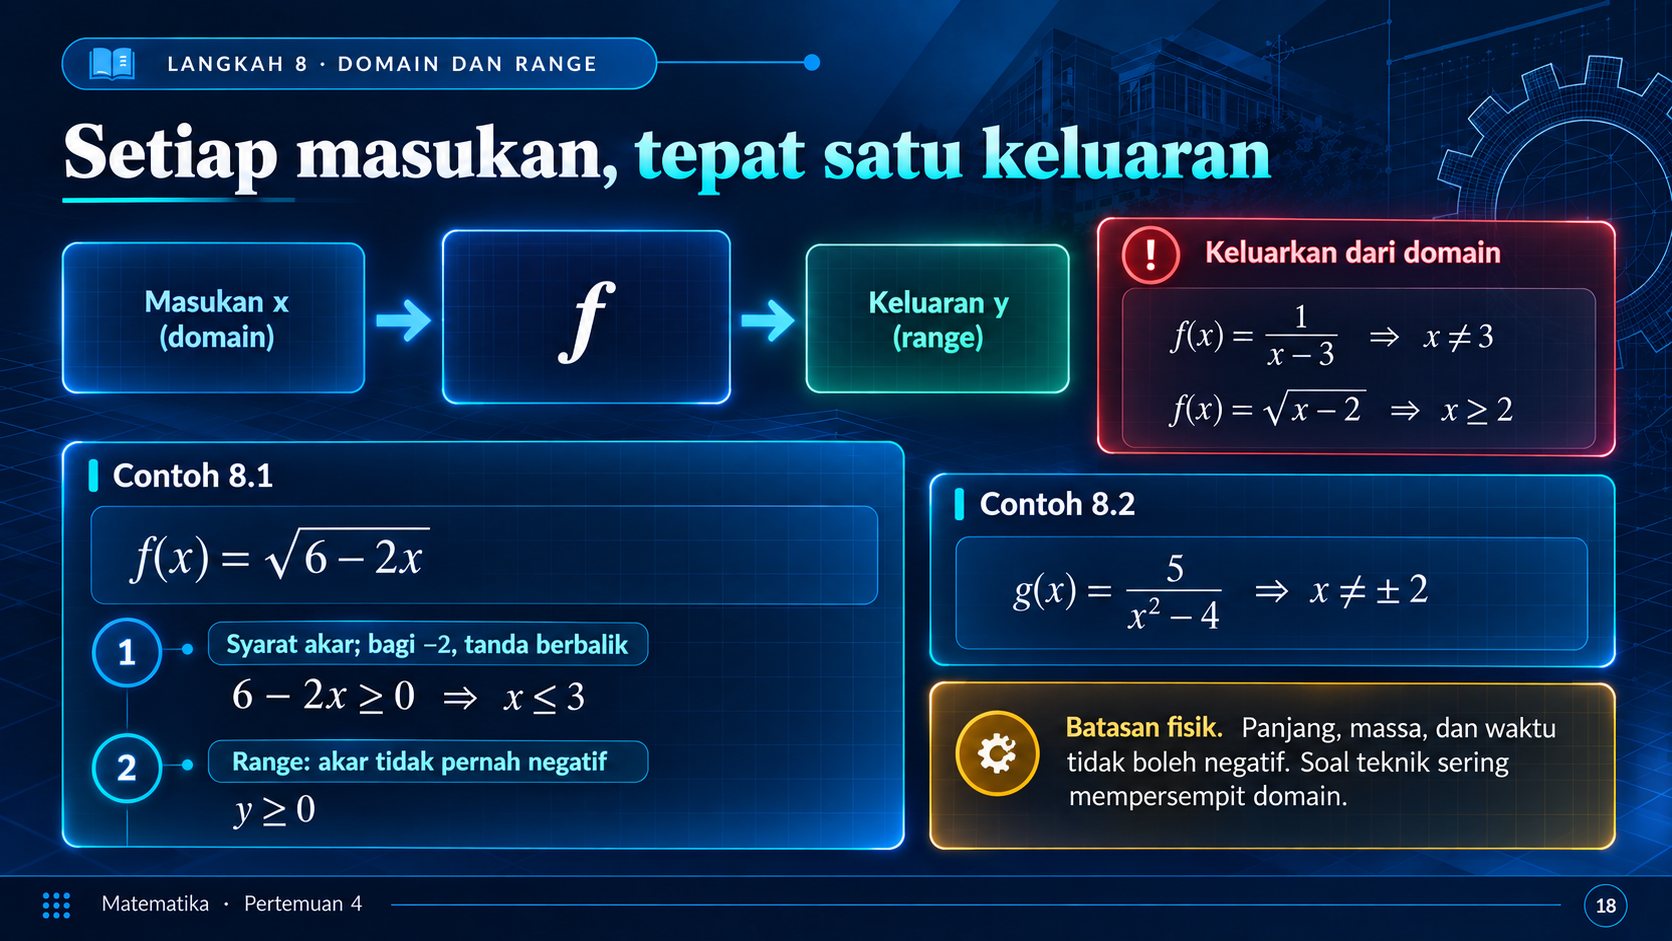 LANGKAH 8 · DOMAIN DAN RANGE
Setiap masukan, tepat satu keluaran
Masukan x
(domain)
f
Keluaran y
(range)
! Keluarkan dari domain
f(x) = 1/(x − 3) ⇒ x ≠ 3
f(x) = √(x − 2) ⇒ x ≥ 2
Contoh 8.1
f(x) = √(6 − 2x)
1 Syarat akar; bagi −2, tanda berbalik
6 − 2x ≥ 0 ⇒ x ≤ 3
2 Range: akar tidak pernah negatif
y ≥ 0
Contoh 8.2
g(x) = 5/(x² − 4) ⇒ x ≠ ± 2
Batasan fisik. Panjang, massa, dan waktu
tidak boleh negatif. Soal teknik sering
mempersempit domain.
Matematika · Pertemuan 4
18